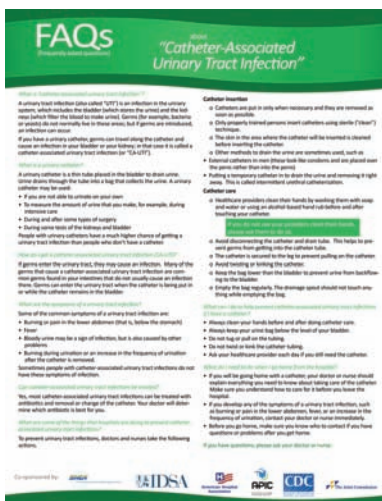 FAQs
(frequently asked questions)
about
"Catheter-Associated
Urinary Tract Infection"
What is Catheter-associated urinary tract infection?
A urinary tract infection (also called "UTI") is an infection in the urinary
system, which includes the bladder (which stores the urine) and the kid-
neys (which filter the blood to make urine). Germs (for example, bacteria
or yeasts) do not normally live in these areas; but if germs are introduced,
an infection can occur.
If you have a urinary catheter, germs can travel along the catheter and
cause an infection in your bladder or your kidney; in that case it is called a
catheter-associated urinary tract infection (or "CA-UTI").
What is a urinary catheter?
A urinary catheter is a thin tube placed in the bladder to drain urine.
Urine drains through the tube into a bag that collects the urine. A urinary
catheter may be used:
• If you are not able to urinate on your own
• To measure the amount of urine that you make, for example, during
intensive care
• During and after some types of surgery
• During some tests of the kidneys and bladder
People with urinary catheters have a much higher chance of getting a
urinary tract infection than people who don't have a catheter.
How do I get a catheter-associated urinary tract infection (CA-UTI)?
If germs enter the urinary tract, they may cause an infection. Many of the
germs that cause a catheter-associated urinary tract infection are com-
mon germs found in your intestines that do not usually cause an infection
there. Germs can enter the urinary tract when the catheter is being put in
or while the catheter remains in the bladder.
What are the symptoms of a urinary tract infection?
Some of the common symptoms of a urinary tract infection are:
• Burning or pain in the lower abdomen (that is, below the stomach)
• Fever
• Bloody urine may be a sign of infection, but is also caused by other
problems
• Burning during urination or an increase in the frequency of urination
after the catheter is removed.
Sometimes people with catheter-associated urinary tract infections do not
have these symptoms of infection.
Can catheter-associated urinary tract infections be treated?
Yes, most catheter-associated urinary tract infections can be treated with
antibiotics and removal or change of the catheter. Your doctor will deter-
mine which antibiotic is best for you.
What are some of the things that hospitals are doing to prevent catheter-
associated urinary tract infections?
To prevent urinary tract infections, doctors and nurses take the following
actions.
Catheter insertion
o Catheters are put in only when necessary and they are removed as
soon as possible.
o Only properly trained persons insert catheters using sterile ("clean")
technique.
o The skin in the area where the catheter will be inserted is cleaned
before inserting the catheter.
o Other methods to drain the urine are sometimes used, such as
• External catheters in men (these look like condoms and are placed over
the penis rather than into the penis)
• Putting a temporary catheter in to drain the urine and removing it right
away. This is called intermittent urethral catheterization.
Catheter care
o Healthcare providers clean their hands by washing them with soap
and water or using an alcohol-based hand rub before and after
touching your catheter.
If you do not see your providers clean their hands,
please ask them to do so.
o Avoid disconnecting the catheter and drain tube. This helps to pre-
vent germs from getting into the catheter tube.
o The catheter is secured to the leg to prevent pulling on the catheter.
o Avoid twisting or kinking the catheter.
o Keep the bag lower than the bladder to prevent urine from backflow-
ing to the bladder.
o Empty the bag regularly. The drainage spout should not touch any-
thing while emptying the bag.
What can I do to help prevent catheter-associated urinary tract infections
if I have a catheter?
• Always clean your hands before and after doing catheter care.
• Always keep your urine bag below the level of your bladder.
• Do not tug or pull on the tubing.
• Do not twist or kink the catheter tubing.
• Ask your healthcare provider each day if you still need the catheter.
What do I need to do when I go home from the hospital?
• If you will be going home with a catheter, your doctor or nurse should
explain everything you need to know about taking care of the catheter.
Make sure you understand how to care for it before you leave the
hospital.
• If you develop any of the symptoms of a urinary tract infection, such
as burning or pain in the lower abdomen, fever, or an increase in the
frequency of urination, contact your doctor or nurse immediately.
• Before you go home, make sure you know who to contact if you have
questions or problems after you get home.
If you have questions, please ask your doctor or nurse.
Co-sponsored by:
SHEA
IDSA
American Hospital
Association
APIC
CDC
The Joint Commission